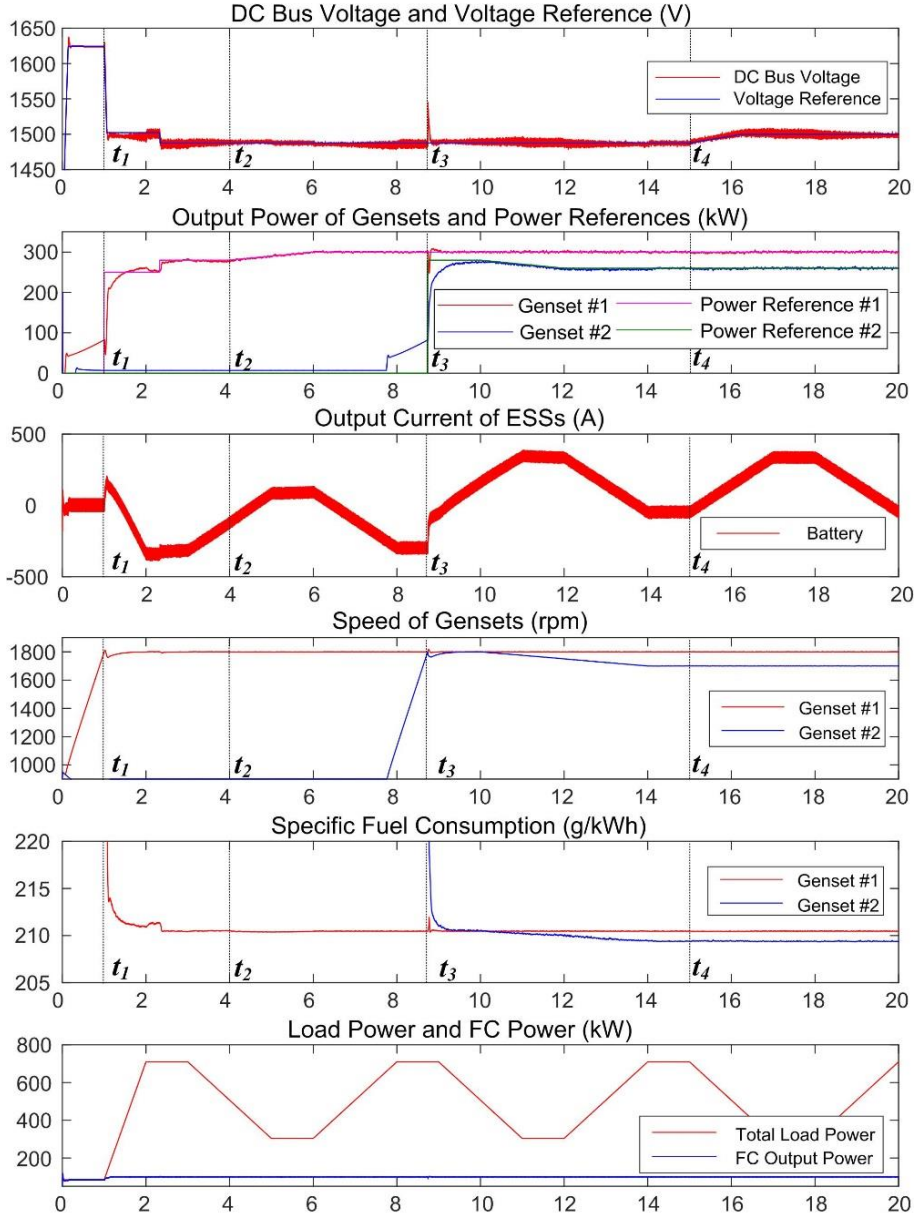 DC Bus Voltage and Voltage Reference (V)
1650
1600
1550
1500
1450
DC Bus Voltage
Voltage Reference
t1 t2 t3 t4
0 2 4 6 8 10 12 14 16 18 20
Output Power of Gensets and Power References (kW)
300
200
100
0
Genset #1 Power Reference #1
Genset #2 Power Reference #2
t1 t2 t3 t4
0 2 4 6 8 10 12 14 16 18 20
Output Current of ESSs (A)
500
0
-500
Battery
t1 t2 t3 t4
0 2 4 6 8 10 12 14 16 18 20
Speed of Gensets (rpm)
1800
1600
1400
1200
1000
Genset #1
Genset #2
t1 t2 t3 t4
0 2 4 6 8 10 12 14 16 18 20
Specific Fuel Consumption (g/kWh)
220
215
210
205
Genset #1
Genset #2
t1 t2 t3 t4
0 2 4 6 8 10 12 14 16 18 20
Load Power and FC Power (kW)
800
600
400
200
Total Load Power
FC Output Power
0 2 4 6 8 10 12 14 16 18 20